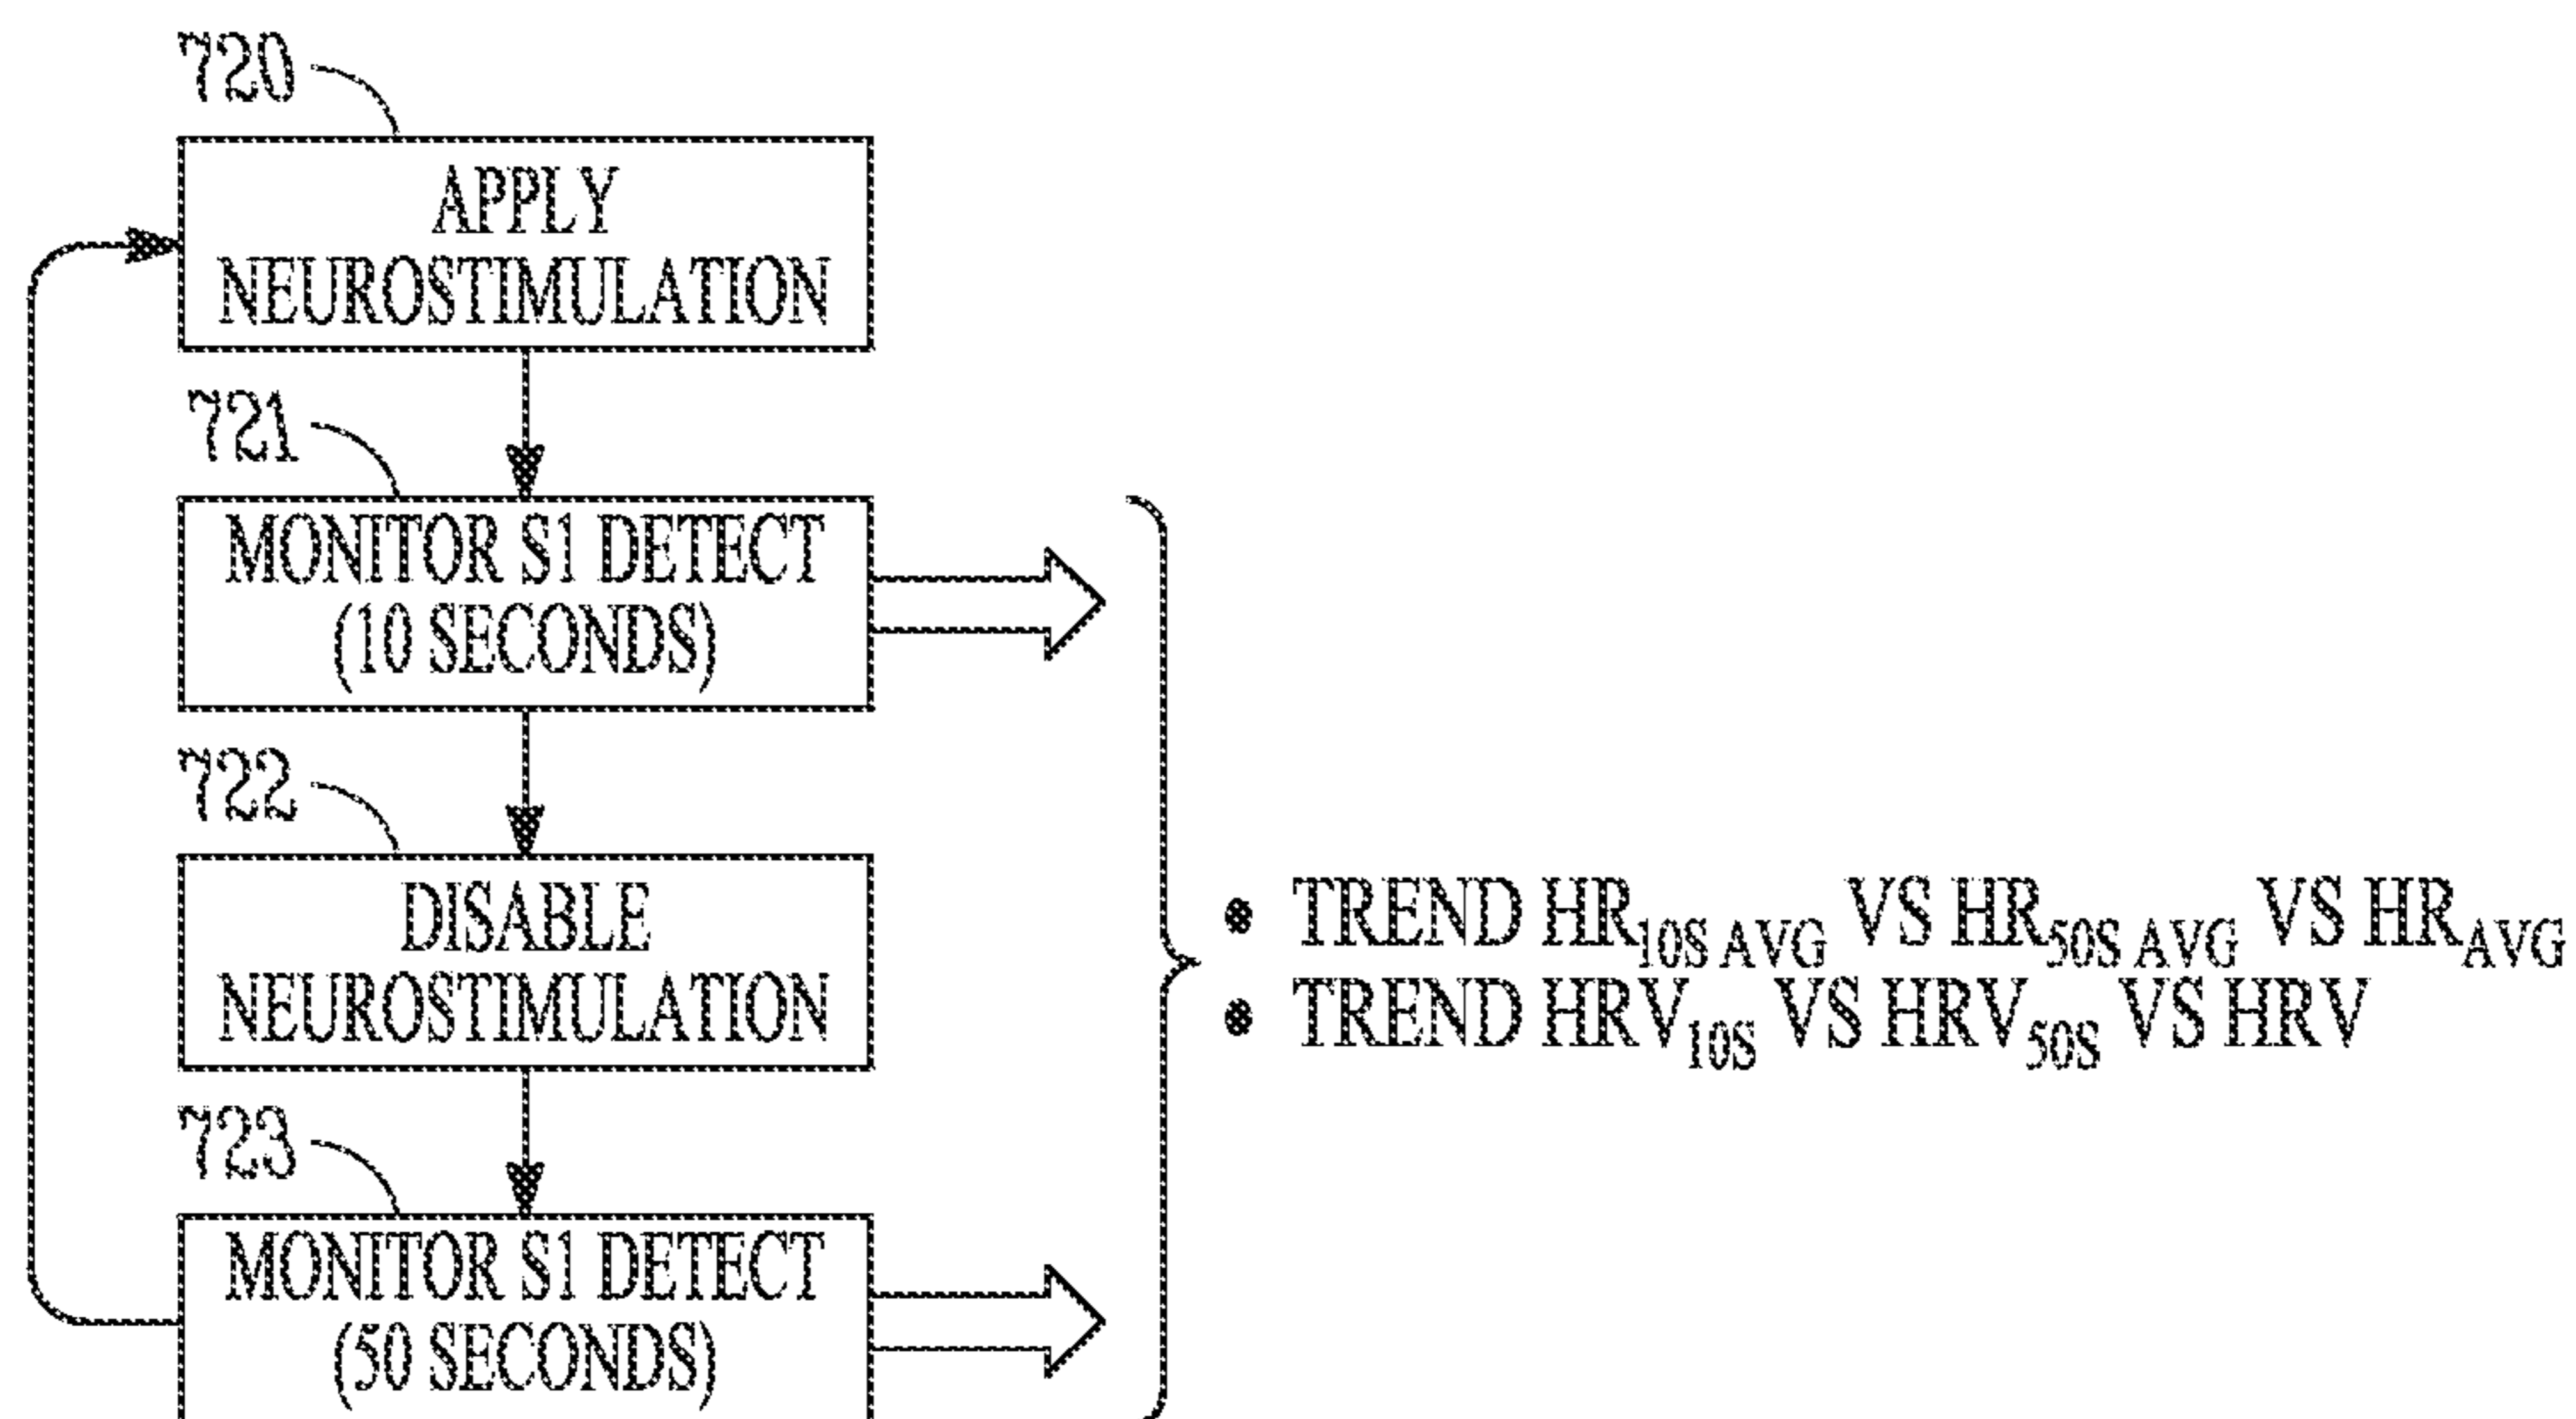 720
APPLY
NEUROSTIMULATION
721
MONITOR S1 DETECT
(10 SECONDS)
722
DISABLE
NEUROSTIMULATION
723
MONITOR S1 DETECT
(50 SECONDS)
• TREND HR10S AVG VS HR50S AVG VS HRAVG
• TREND HRV10S VS HRV50S VS HRV